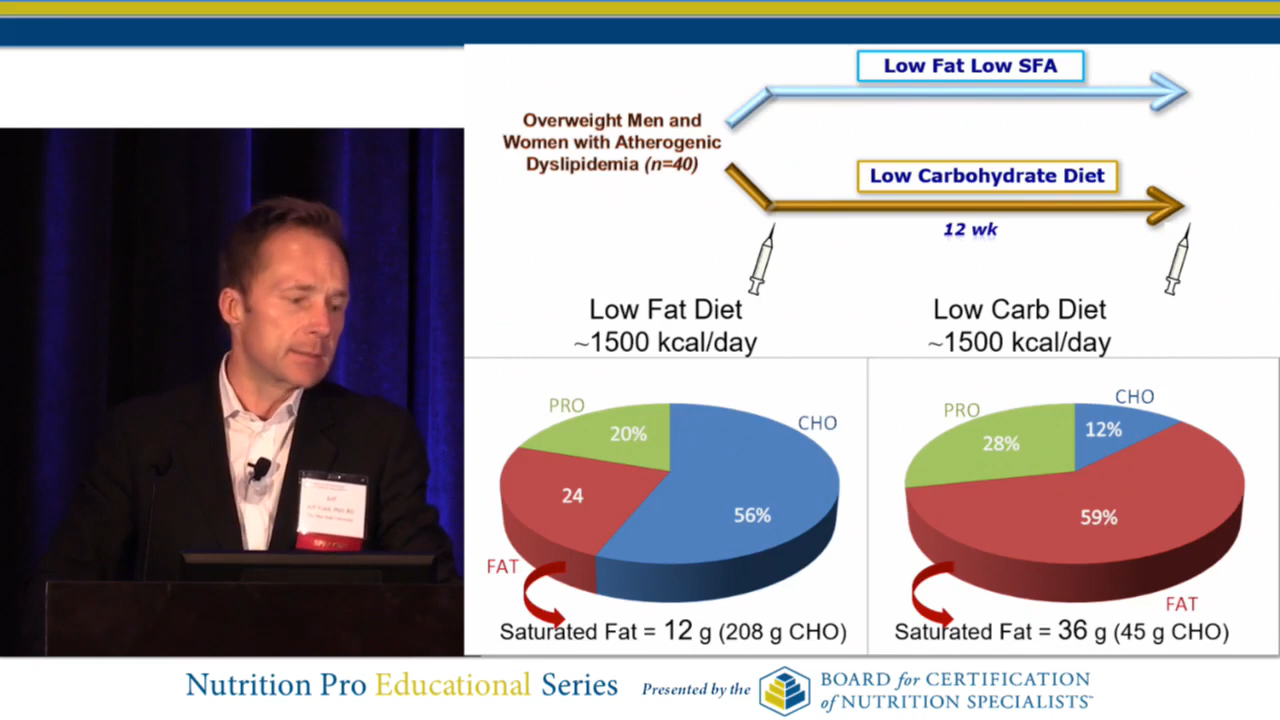 Low Fat Low SFA
Overweight Men and
Women with Atherogenic
Dyslipidemia (n=40)
Low Carbohydrate Diet
12 wk
Low Fat Diet
~1500 kcal/day
Low Carb Diet
~1500 kcal/day
PRO
20%
CHO
24
56%
FAT
Saturated Fat = 12 g (208 g CHO)
PRO
28%
CHO
12%
59%
FAT
Saturated Fat = 36 g (45 g CHO)
Nutrition Pro Educational Series
Presented by the
BOARD for CERTIFICATION
of NUTRITION SPECIALISTS™